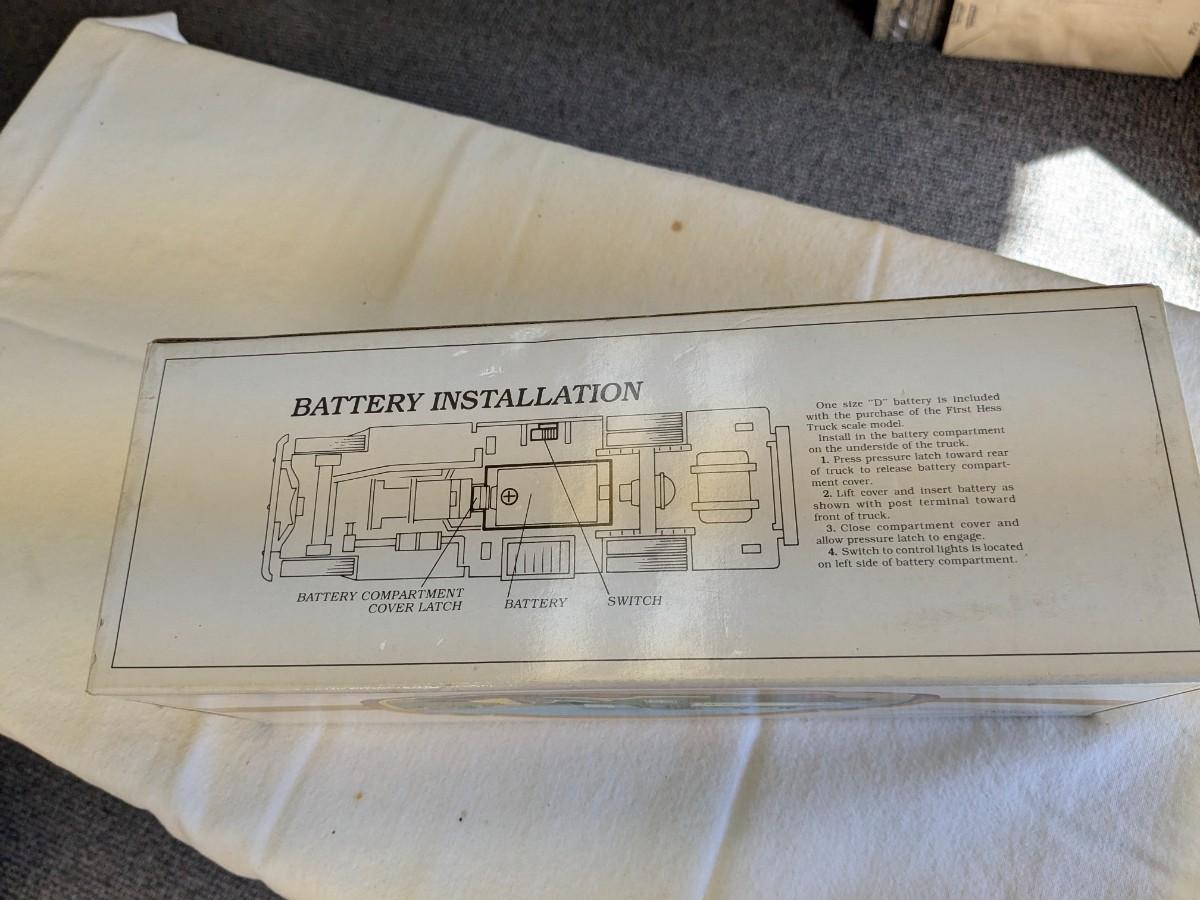 BATTERY INSTALLATION
One size "D" battery is included
with the purchase of the First Hess
Truck scale model.
Install in the battery compartment
on the underside of the truck.
1. Press pressure latch toward rear
of truck to release battery compart-
ment cover.
2. Lift cover and insert battery as
shown with post terminal toward
front of truck.
3. Close compartment cover and
allow pressure latch to engage.
4. Switch to control lights is located
on left side of battery compartment.
BATTERY COMPARTMENT
COVER LATCH
BATTERY
SWITCH